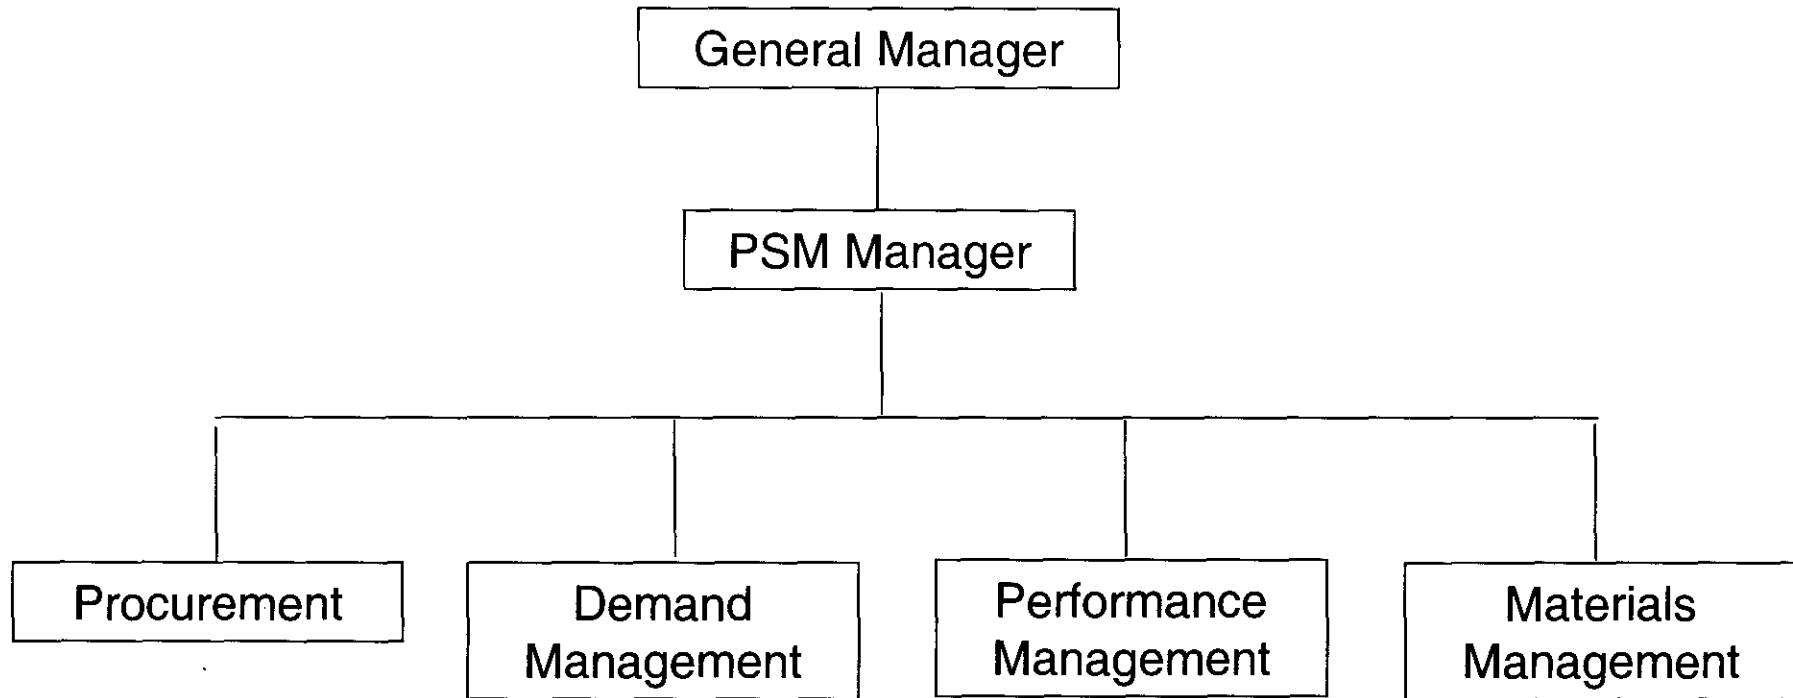 General Manager
PSM Manager
Procurement
Demand
Management
Performance
Management
Materials
Management